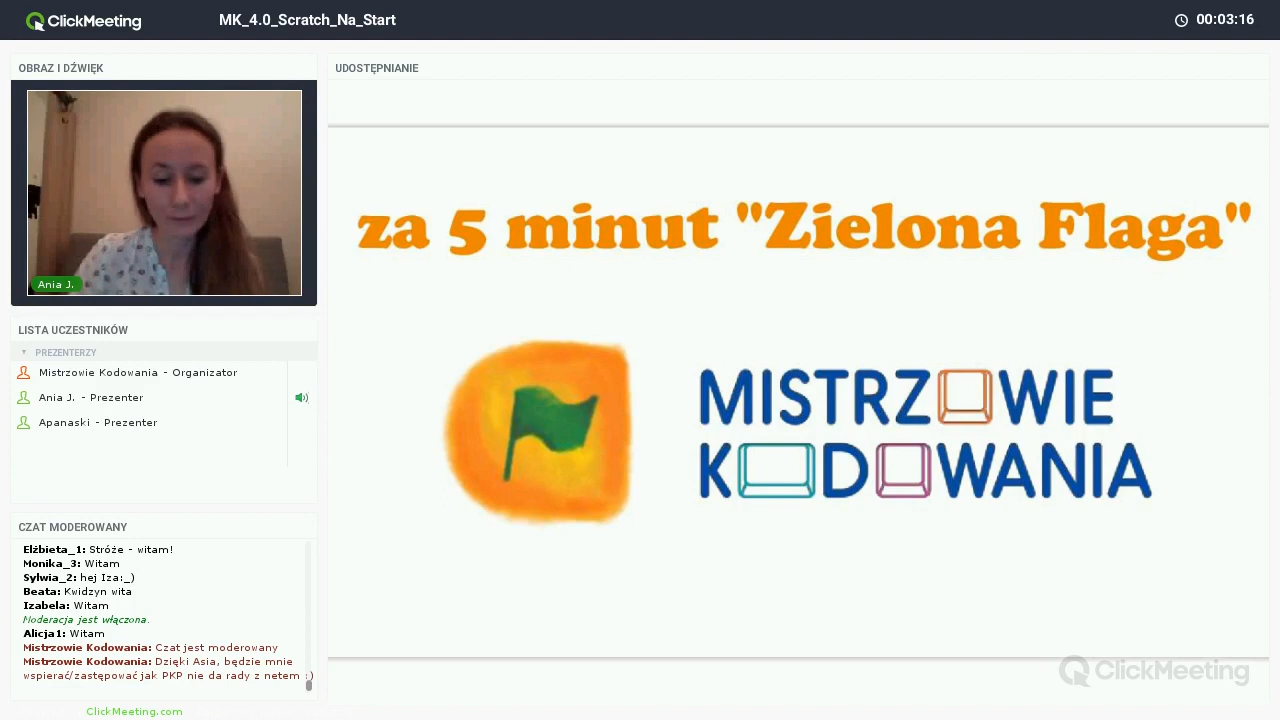 ClickMeeting
MK_4.0_Scratch_Na_Start
00:03:16
OBRAZ I DŹWIĘK
Ania J.
LISTA UCZESTNIKÓW
PREZENTERZY
Mistrzowie Kodowania - Organizator
Ania J. - Prezenter
Apanaski - Prezenter
CZAT MODEROWANY
Elżbieta_1: Stróże - witam!
Monika_3: Witam
Sylwia_2: hej Iza:_)
Beata: Kwidzyn wita
Izabela: Witam
Moderacja jest włączona.
Alicja1: Witam
Mistrzowie Kodowania: Czat jest moderowany
Mistrzowie Kodowania: Dzięki Asia, będzie mnie
wspierać/zastępować jak PKP nie da rady z netem :)
ClickMeeting.com
UDOSTĘPNIANIE
za 5 minut "Zielona Flaga"
MISTRZOWIE
KODOWANIA
ClickMeeting